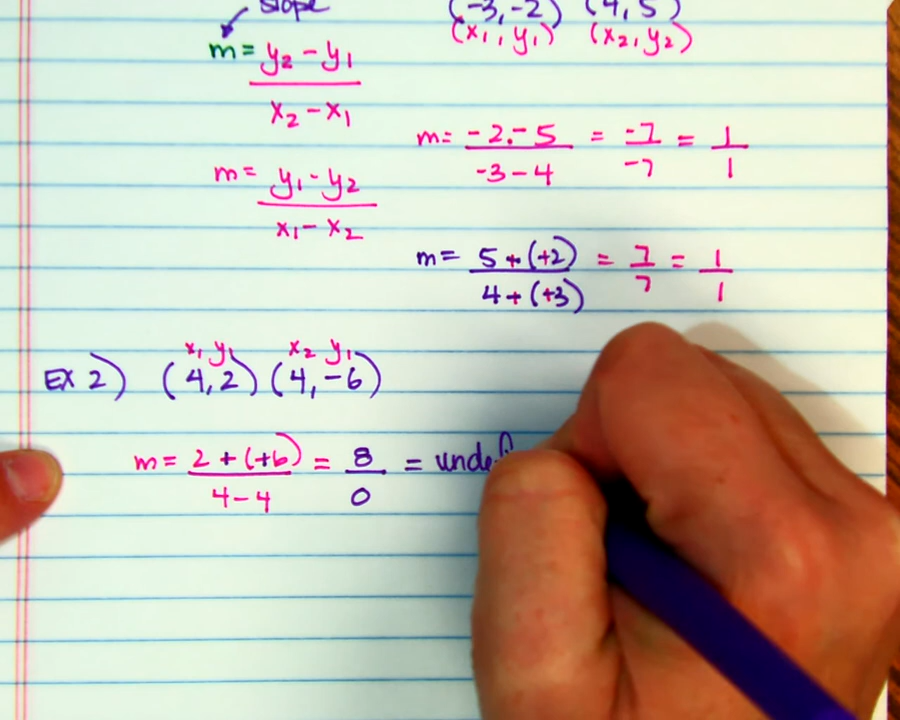 slope
(-3,-2) (4,5)
(x₁, y₁) (x₂, y₂)
m = y₂ - y₁
x₂ - x₁
m = -2 - - 5 = -7 = 1
-3 - 4 -7 1
m = y₁ - y₂
x₁ - x₂
m = 5 + (+2) = 7 = 1
4 + (+3) 7 1
x₁ y₁ x₂ y₁
EX 2) (4, 2) (4, -6)
m = 2 + (+6) = 8 = undef
4 - 4 0